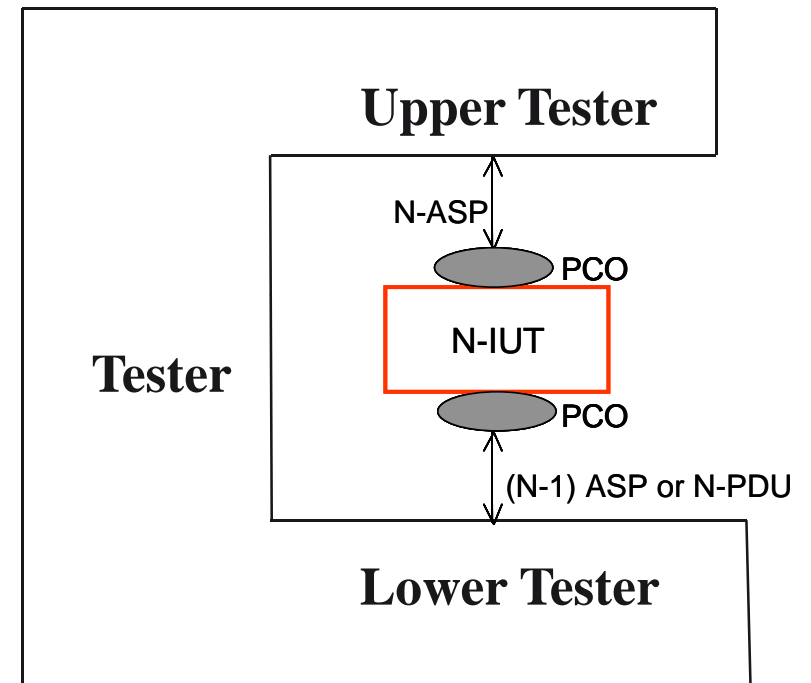 Upper Tester
N-ASP
PCO
N-IUT
Tester
PCO
(N-1) ASP or N-PDU
Lower Tester